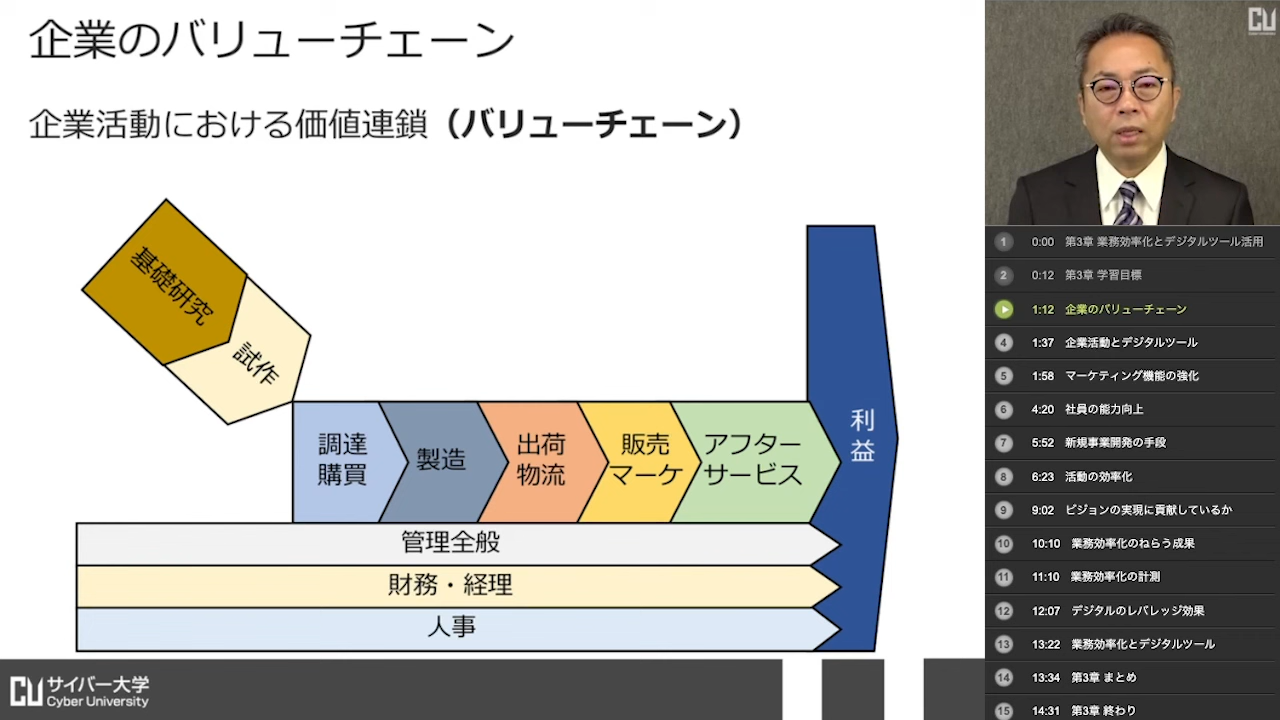 企業のバリューチェーン
企業活動における価値連鎖（バリューチェーン）
基礎研究
試作
調達
購買
製造
出荷
物流
販売
マーケ
アフター
サービス
利益
管理全般
財務・経理
人事
CU サイバー大学
Cyber University
CU
Cyber University
1 0:00 第3章 業務効率化とデジタルツール活用
2 0:12 第3章 学習目標
1:12 企業のバリューチェーン
4 1:37 企業活動とデジタルツール
5 1:58 マーケティング機能の強化
6 4:20 社員の能力向上
7 5:52 新規事業開発の手段
8 6:23 活動の効率化
9 9:02 ビジョンの実現に貢献しているか
10 10:10 業務効率化のねらう成果
11 11:10 業務効率化の計測
12 12:07 デジタルのレバレッジ効果
13 13:22 業務効率化とデジタルツール
14 13:34 第3章 まとめ
15 14:31 第3章 終わり